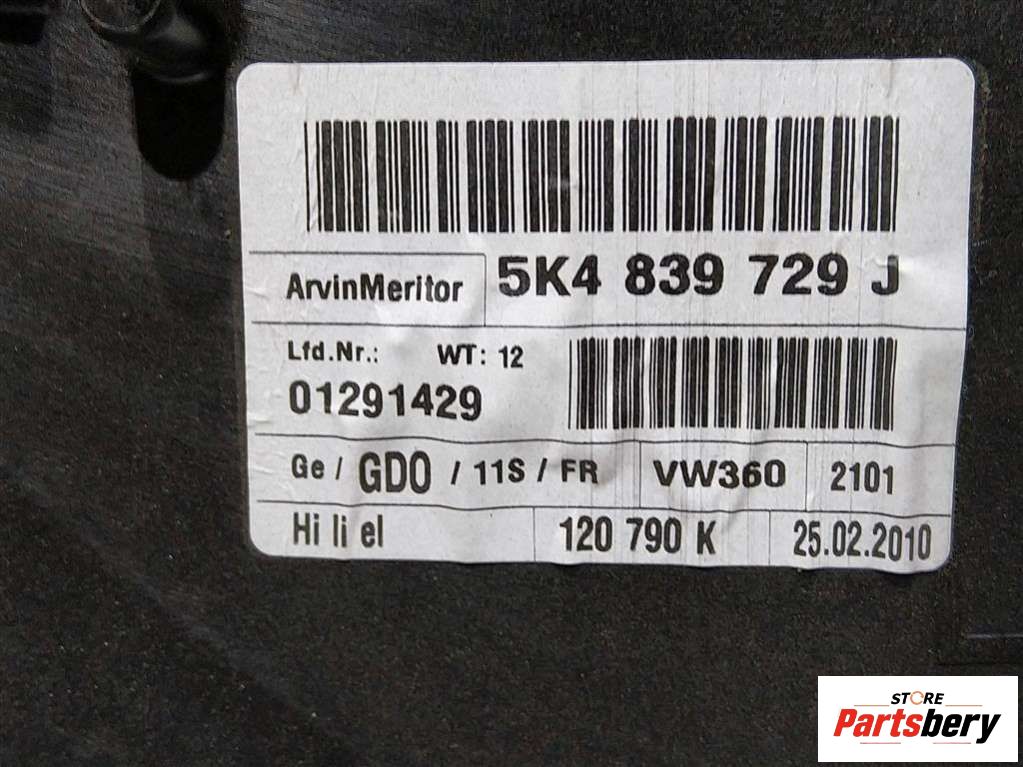 ArvinMeritor 5K4 839 729 J
Lfd.Nr.: WT: 12
01291429
Ge / GDO / 11S / FR VW360 2101
Hi li el 120 790 K 25.02.2010
STORE
Partsbery